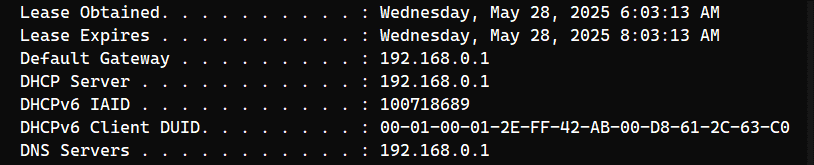 Lease Obtained. . . . . . . . . . : Wednesday, May 28, 2025 6:03:13 AM
Lease Expires . . . . . . . . . . : Wednesday, May 28, 2025 8:03:13 AM
Default Gateway . . . . . . . . . : 192.168.0.1
DHCP Server . . . . . . . . . . . : 192.168.0.1
DHCPv6 IAID . . . . . . . . . . . : 100718689
DHCPv6 Client DUID. . . . . . . . : 00-01-00-01-2E-FF-42-AB-00-D8-61-2C-63-C0
DNS Servers . . . . . . . . . . . : 192.168.0.1